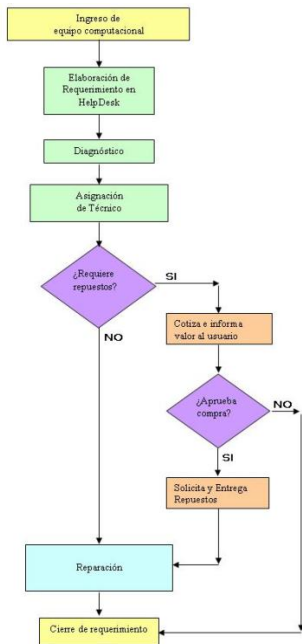 Ingreso de
equipo computacional
Elaboración de
Requerimiento en
HelpDesk
Diagnóstico
Asignación
de Técnico
¿Requiere
repuestos?
SI
NO
Cotiza e informa
valor al usuario
¿Aprueba
compra?
NO
SI
Solicita y Entrega
Repuestos
Reparación
Cierre de requerimiento